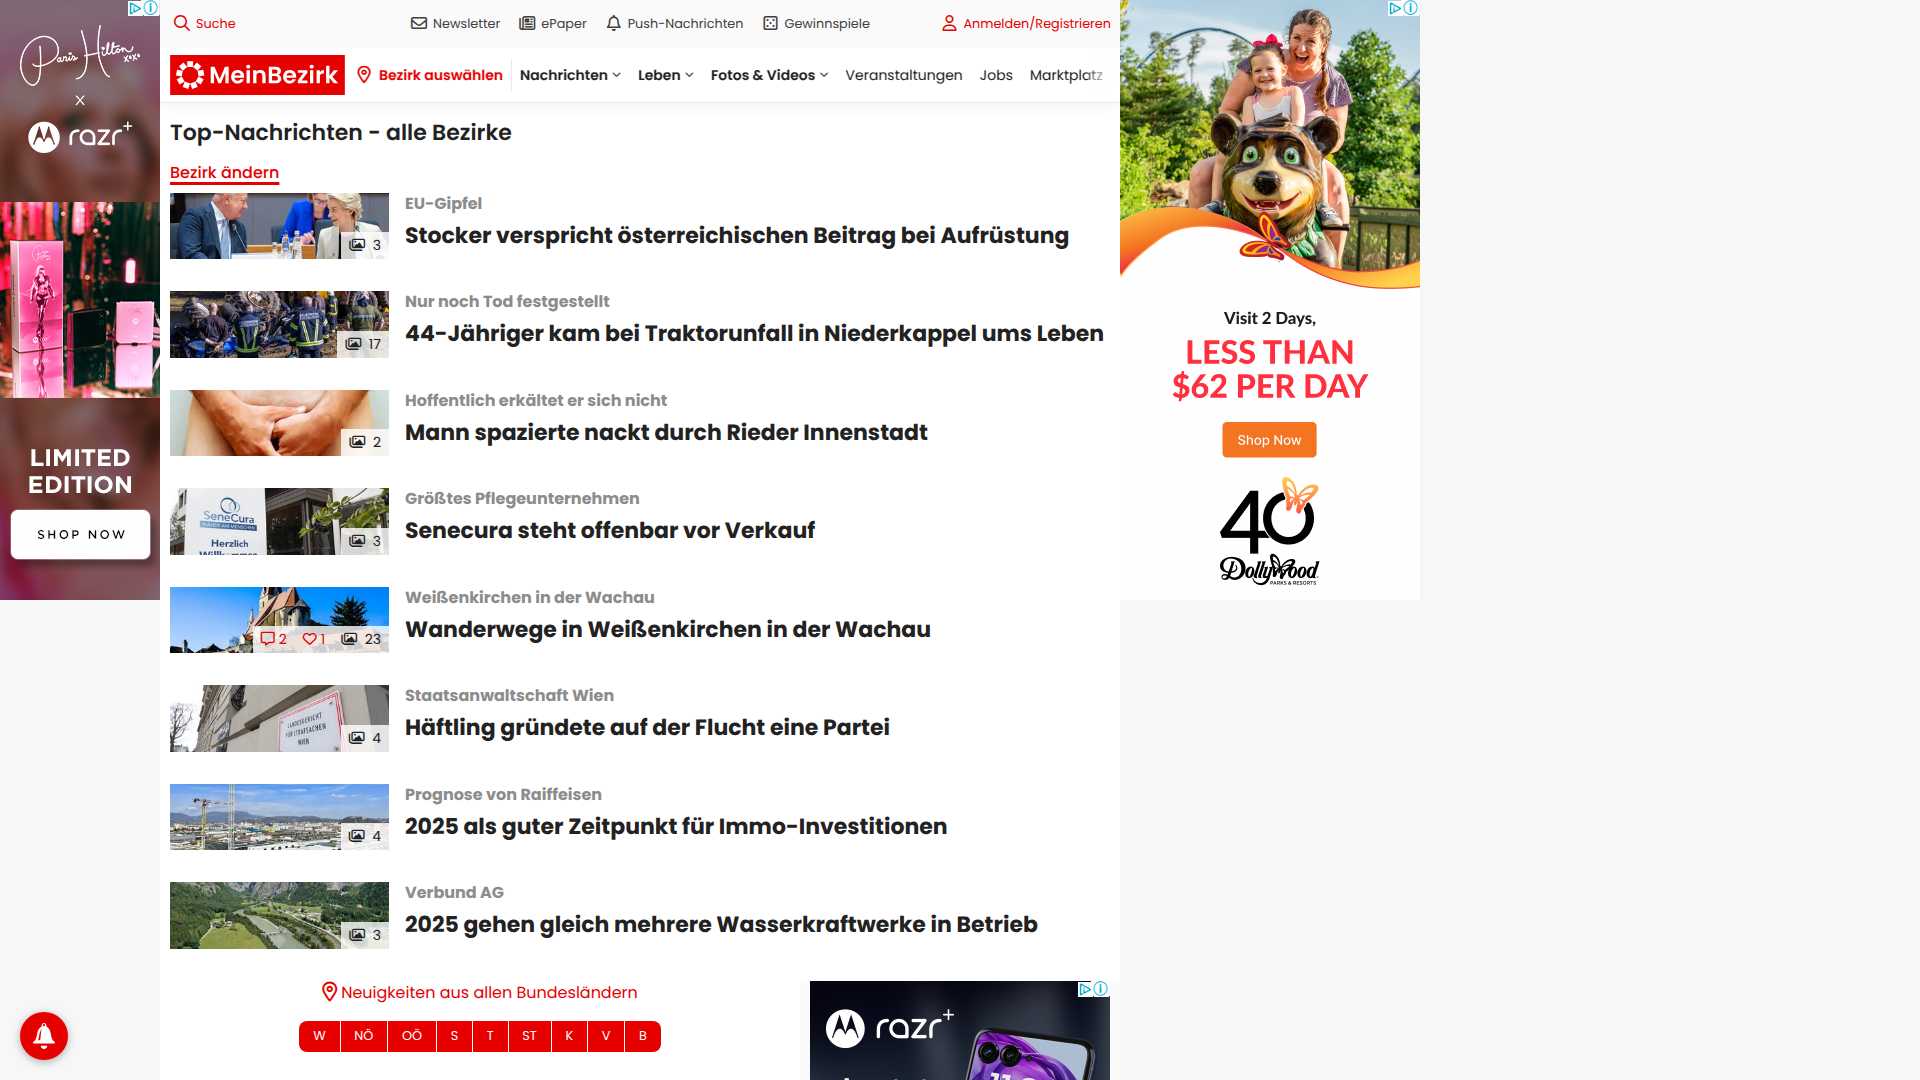 Paris Hilton
xoxo
X
razr+
LIMITED
EDITION
SHOP NOW
Suche
Newsletter
ePaper
Push-Nachrichten
Gewinnspiele
Anmelden/Registrieren
MeinBezirk
Bezirk auswählen
Nachrichten
Leben
Fotos & Videos
Veranstaltungen
Jobs
Marktplatz
Top-Nachrichten - alle Bezirke
Bezirk ändern
3
EU-Gipfel
Stocker verspricht österreichischen Beitrag bei Aufrüstung
17
Nur noch Tod festgestellt
44-Jähriger kam bei Traktorunfall in Niederkappel ums Leben
2
Hoffentlich erkältet er sich nicht
Mann spazierte nackt durch Rieder Innenstadt
SeneCura
Herzlich
Willkommen
3
Größtes Pflegeunternehmen
Senecura steht offenbar vor Verkauf
2
1
23
Weißenkirchen in der Wachau
Wanderwege in Weißenkirchen in der Wachau
LANDESGERICHT
FÜR STRAFSACHEN
WIEN
4
Staatsanwaltschaft Wien
Häftling gründete auf der Flucht eine Partei
4
Prognose von Raiffeisen
2025 als guter Zeitpunkt für Immo-Investitionen
3
Verbund AG
2025 gehen gleich mehrere Wasserkraftwerke in Betrieb
Neuigkeiten aus allen Bundesländern
W
NÖ
OÖ
S
T
ST
K
V
B
razr+
Visit 2 Days,
LESS THAN
$62 PER DAY
Shop Now
40
Dollywood
PARKS & RESORTS